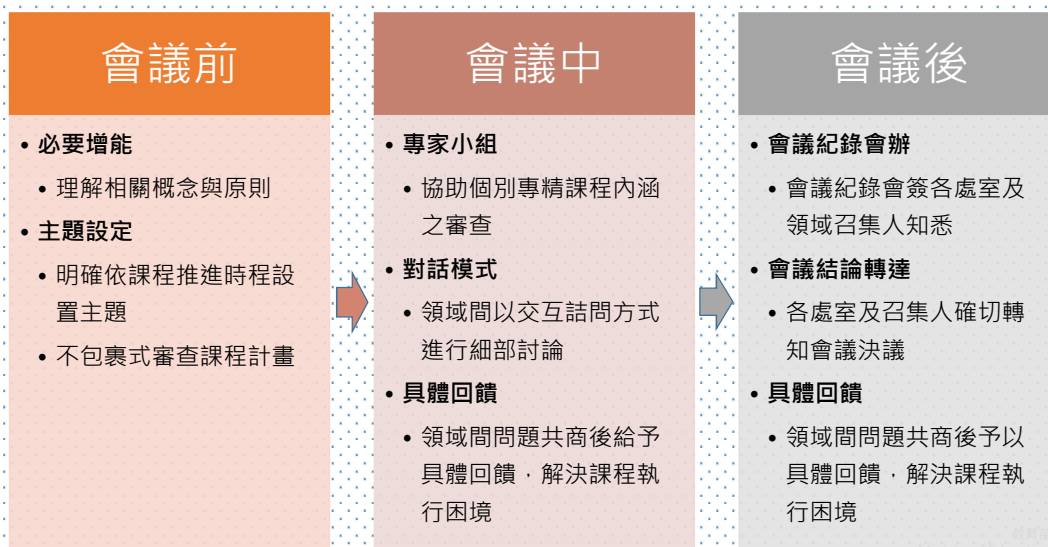 會議前
• 必要增能
• 理解相關概念與原則
• 主題設定
• 明確依課程推進時程設
置主題
• 不包裹式審查課程計畫
會議中
• 專家小組
• 協助個別專精課程內涵
之審查
• 對話模式
• 領域間以交互詰問方式
進行細部討論
• 具體回饋
• 領域間問題共商後給予
具體回饋，解決課程執
行困境
會議後
• 會議紀錄會辦
• 會議紀錄會簽各處室及
領域召集人知悉
• 會議結論轉達
• 各處室及召集人確切轉
知會議決議
• 具體回饋
• 領域間問題共商後予以
具體回饋，解決課程執
行困境